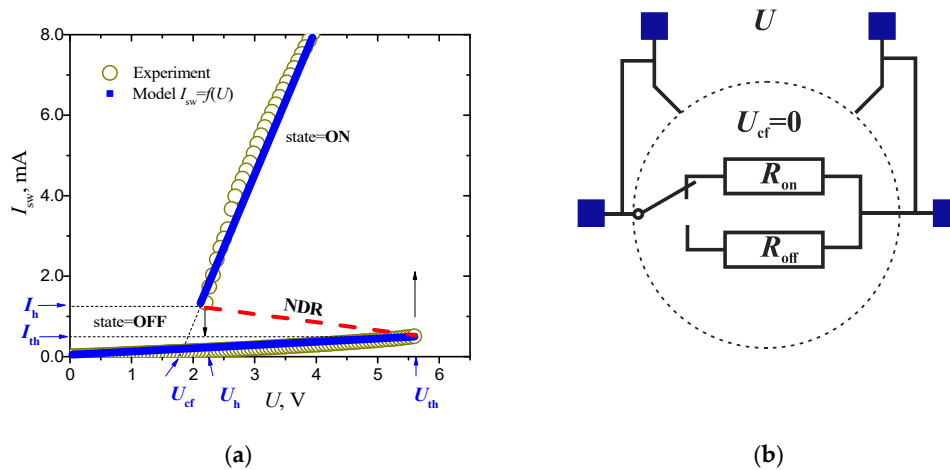 8.0
6.0
4.0
2.0
0.0
I_sw, mA
Experiment
Model I_sw=f(U)
state=ON
NDR
state=OFF
I_h
I_th
0 1 2 3 4 5 6
U_cf
U_h
U, V
U_th
(a)
U
U_cf=0
R_on
R_off
(b)